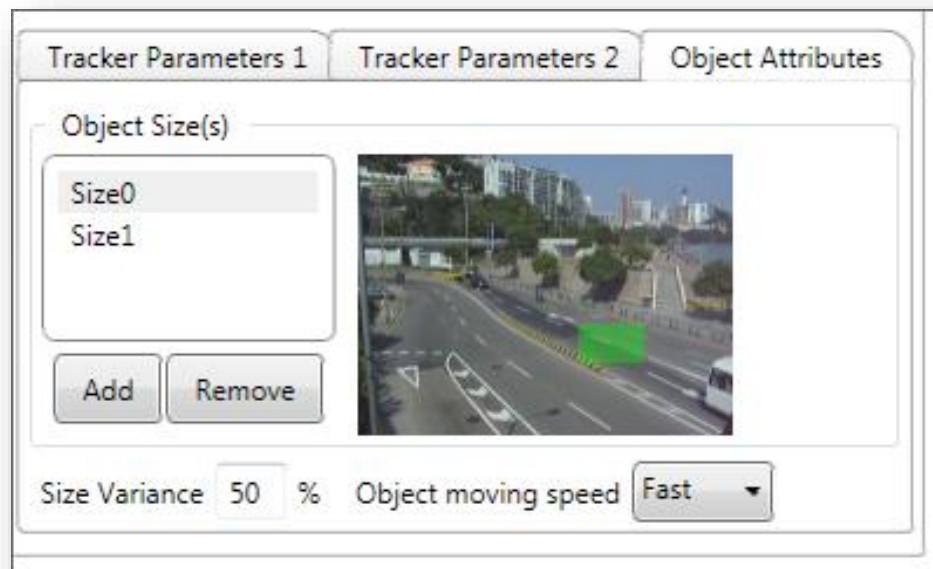 Tracker Parameters 1
Tracker Parameters 2
Object Attributes
Object Size(s)
Size0
Size1
Add
Remove
Size Variance 50 %
Object moving speed Fast